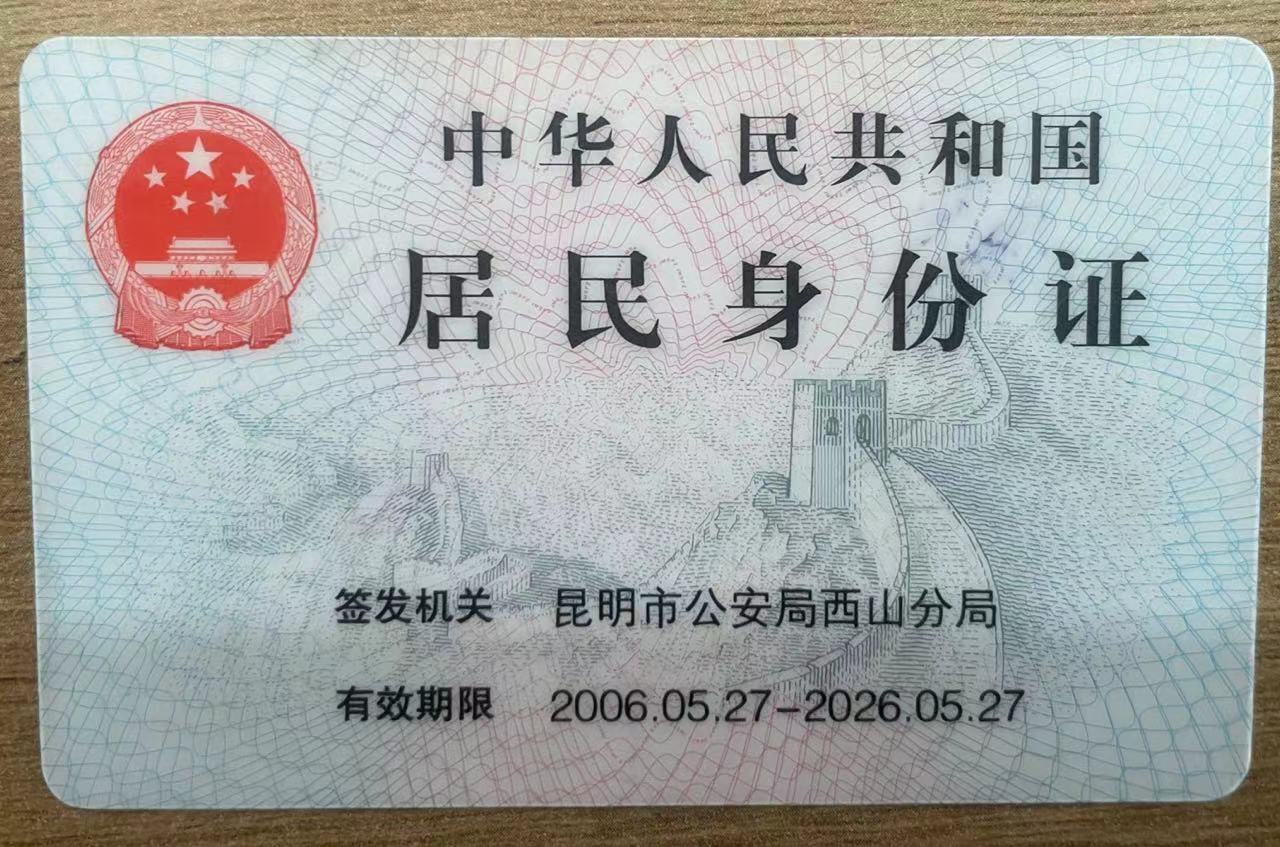 中华人民共和国
居民身份证
签发机关 昆明市公安局西山分局
有效期限 2006.05.27-2026.05.27